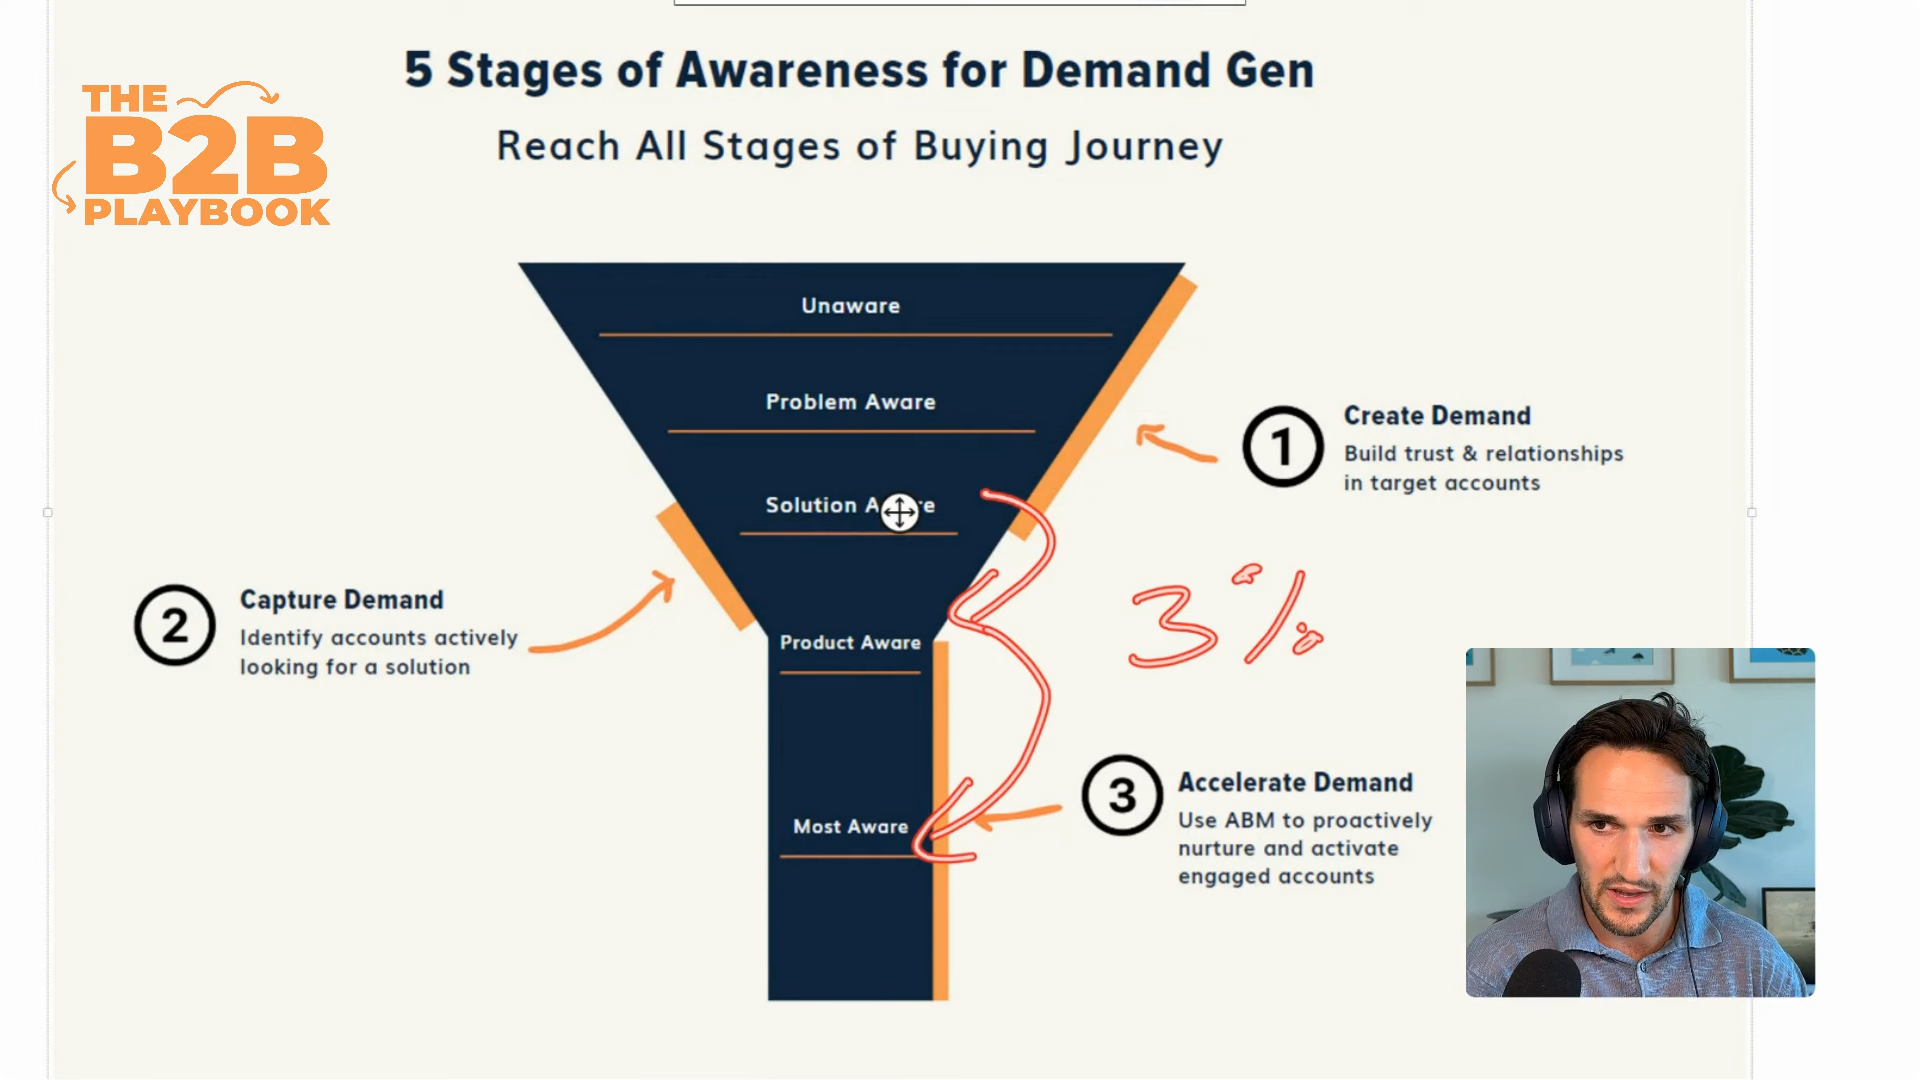 5 Stages of Awareness for Demand Gen
Reach All Stages of Buying Journey
THE
B2B
PLAYBOOK
Unaware
Problem Aware
Solution A re
Product Aware
Most Aware
1
Create Demand
Build trust & relationships
in target accounts
2
Capture Demand
Identify accounts actively
looking for a solution
3%
3
Accelerate Demand
Use ABM to proactively
nurture and activate
engaged accounts